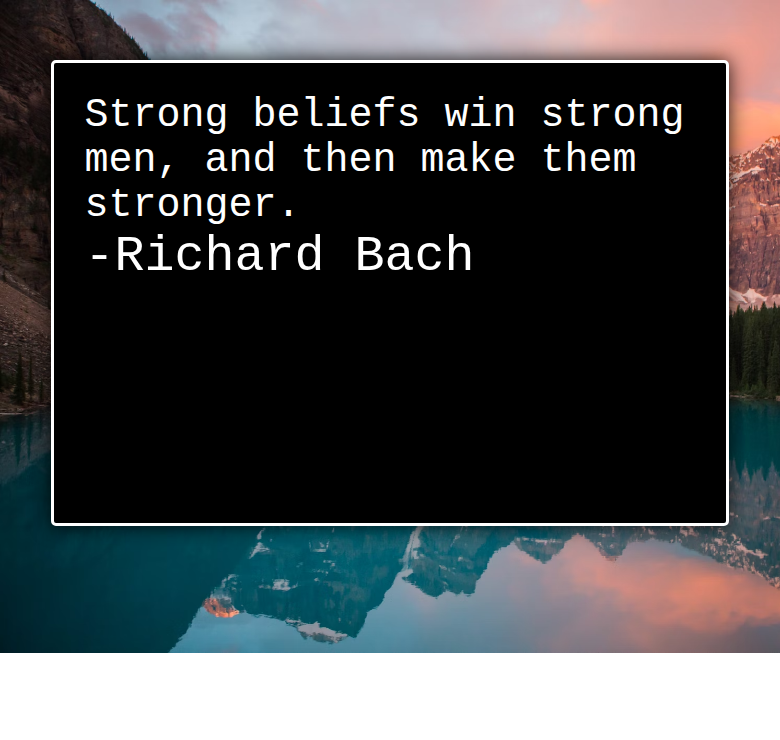 Strong beliefs win strong
men, and then make them
stronger.
-Richard Bach